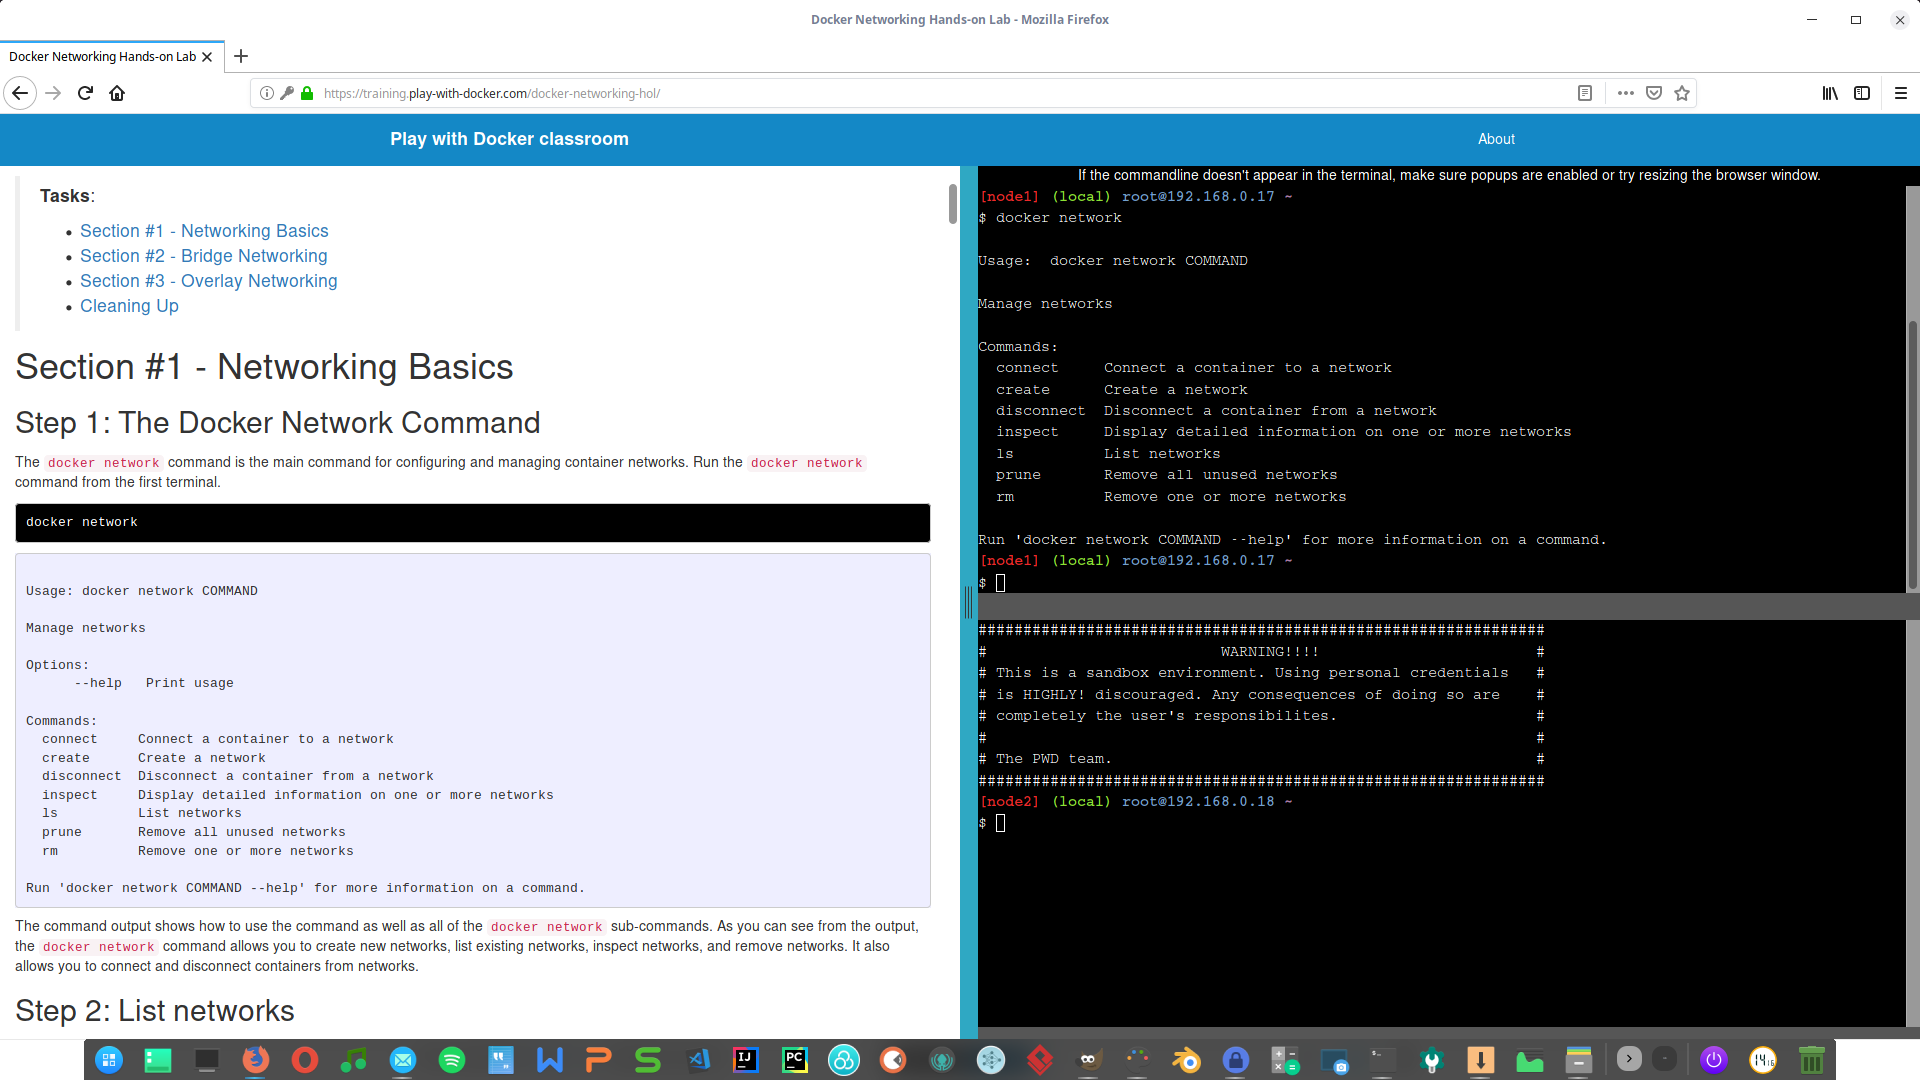 Docker Networking Hands-on Lab - Mozilla Firefox
Docker Networking Hands-on Lab
https://training.play-with-docker.com/docker-networking-hol/
Play with Docker classroom
About
Tasks:
Section #1 - Networking Basics
Section #2 - Bridge Networking
Section #3 - Overlay Networking
Cleaning Up
Section #1 - Networking Basics
Step 1: The Docker Network Command
The docker network command is the main command for configuring and managing container networks. Run the docker network
command from the first terminal.
docker network
Usage: docker network COMMAND
Manage networks
Options:
--help   Print usage
Commands:
connect     Connect a container to a network
create      Create a network
disconnect  Disconnect a container from a network
inspect     Display detailed information on one or more networks
ls          List networks
prune       Remove all unused networks
rm          Remove one or more networks
Run 'docker network COMMAND --help' for more information on a command.
The command output shows how to use the command as well as all of the docker network sub-commands. As you can see from the output,
the docker network command allows you to create new networks, list existing networks, inspect networks, and remove networks. It also
allows you to connect and disconnect containers from networks.
Step 2: List networks
If the commandline doesn't appear in the terminal, make sure popups are enabled or try resizing the browser window.
[node1] (local) root@192.168.0.17 ~
$ docker network
Usage:  docker network COMMAND
Manage networks
Commands:
connect     Connect a container to a network
create      Create a network
disconnect  Disconnect a container from a network
inspect     Display detailed information on one or more networks
ls          List networks
prune       Remove all unused networks
rm          Remove one or more networks
Run 'docker network COMMAND --help' for more information on a command.
[node1] (local) root@192.168.0.17 ~
$
###############################################################
#                          WARNING!!!!                        #
# This is a sandbox environment. Using personal credentials   #
# is HIGHLY! discouraged. Any consequences of doing so are    #
# completely the user's responsibilites.                      #
#                                                             #
# The PWD team.                                               #
###############################################################
[node2] (local) root@192.168.0.18 ~
$
IJ
PC